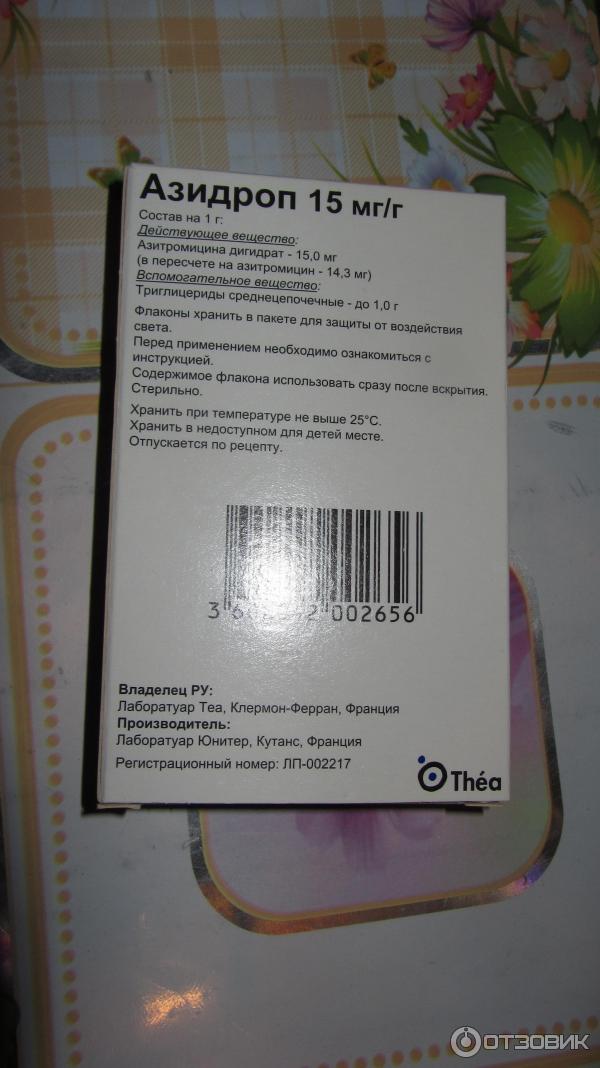 Азидроп 15 мг/г
Состав на 1 г:
Действующее вещество:
Азитромицина дигидрат - 15,0 мг
(в пересчете на азитромицин - 14,3 мг)
Вспомогательное вещество:
Триглицериды среднецепочечные - до 1,0 г
Флаконы хранить в пакете для защиты от воздействия
света.
Перед применением необходимо ознакомиться с
инструкцией.
Содержимое флакона использовать сразу после вскрытия.
Стерильно.
Хранить при температуре не выше 25°C.
Хранить в недоступном для детей месте.
Отпускается по рецепту.
3 002656
Владелец РУ:
Лаборатуар Теа, Клермон-Ферран, Франция
Производитель:
Лаборатуар Юнитер, Кутанс, Франция
Регистрационный номер: ЛП-002217
Théa
ОТЗОВИК